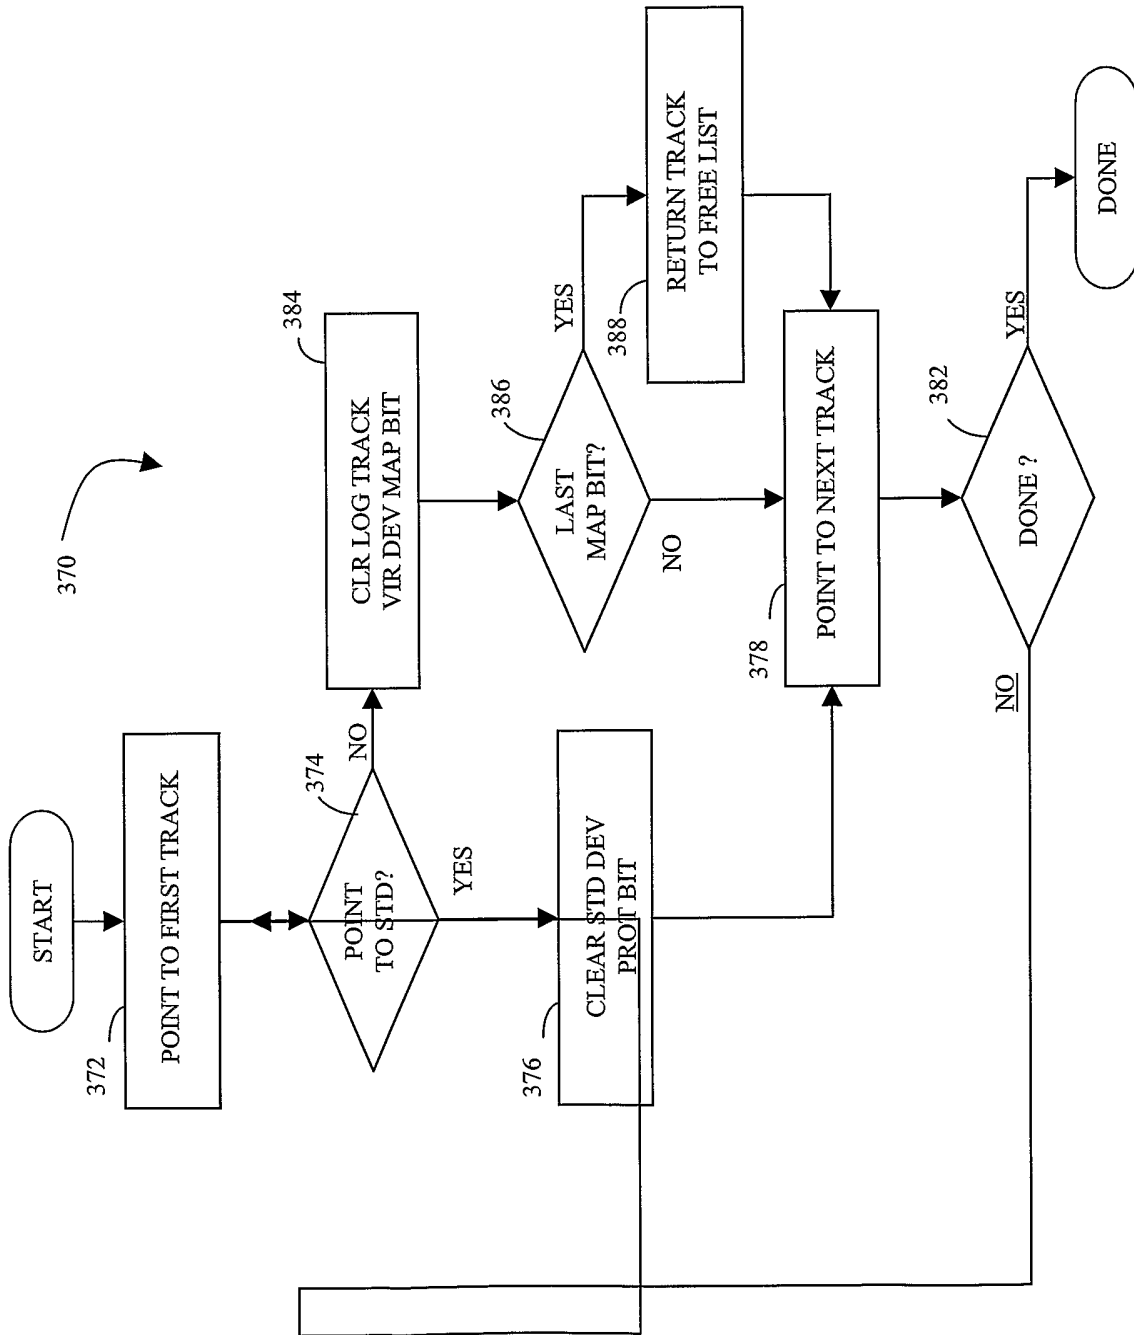 370
START
372
POINT TO FIRST TRACK
374
POINT
TO STD?
NO
YES
384
CLR LOG TRACK
VIR DEV MAP BIT
376
CLEAR STD DEV
PROT BIT
386
LAST
MAP BIT?
YES
NO
388
RETURN TRACK
TO FREE LIST
378
POINT TO NEXT TRACK
382
DONE ?
YES
NO
DONE